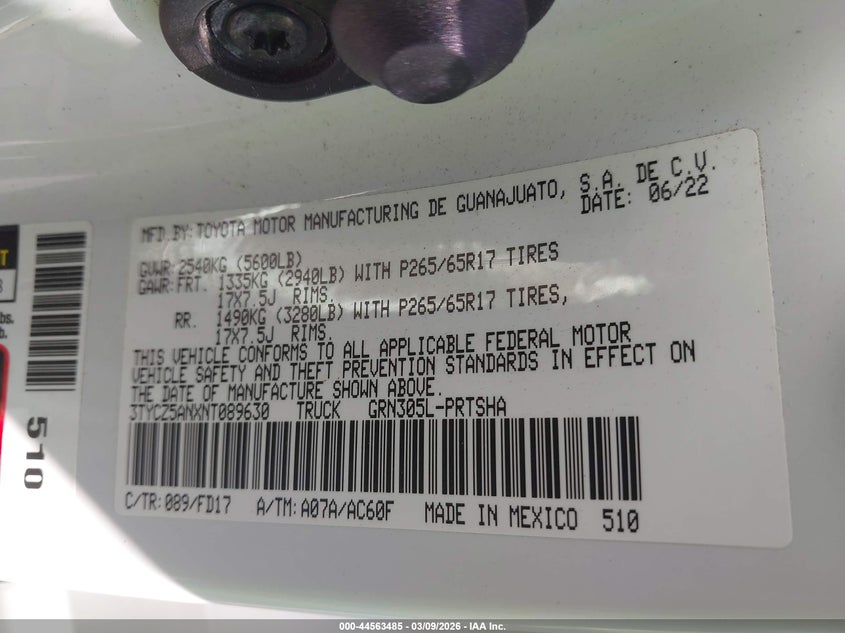 MFD.BY:TOYOTA MOTOR MANUFACTURING DE GUANAJUATO, S.A. DE C.V.
DATE: 06/22
GVWR:2540KG (5600LB)
GAWR:FRT. 1335KG (2940LB) WITH P265/65R17 TIRES
17X7.5J RIMS.
RR. 1490KG (3280LB) WITH P265/65R17 TIRES,
17X7.5J RIMS.
THIS VEHICLE CONFORMS TO ALL APPLICABLE FEDERAL MOTOR
VEHICLE SAFETY AND THEFT PREVENTION STANDARDS IN EFFECT ON
THE DATE OF MANUFACTURE SHOWN ABOVE.
3TYCZ5ANXNT089630 TRUCK GRN305L-PRTSHA
C/TR:089/FD17 A/TM:A07A/AC60F MADE IN MEXICO 510
510
000-44563485 - 03/09/2026 - IAA Inc.